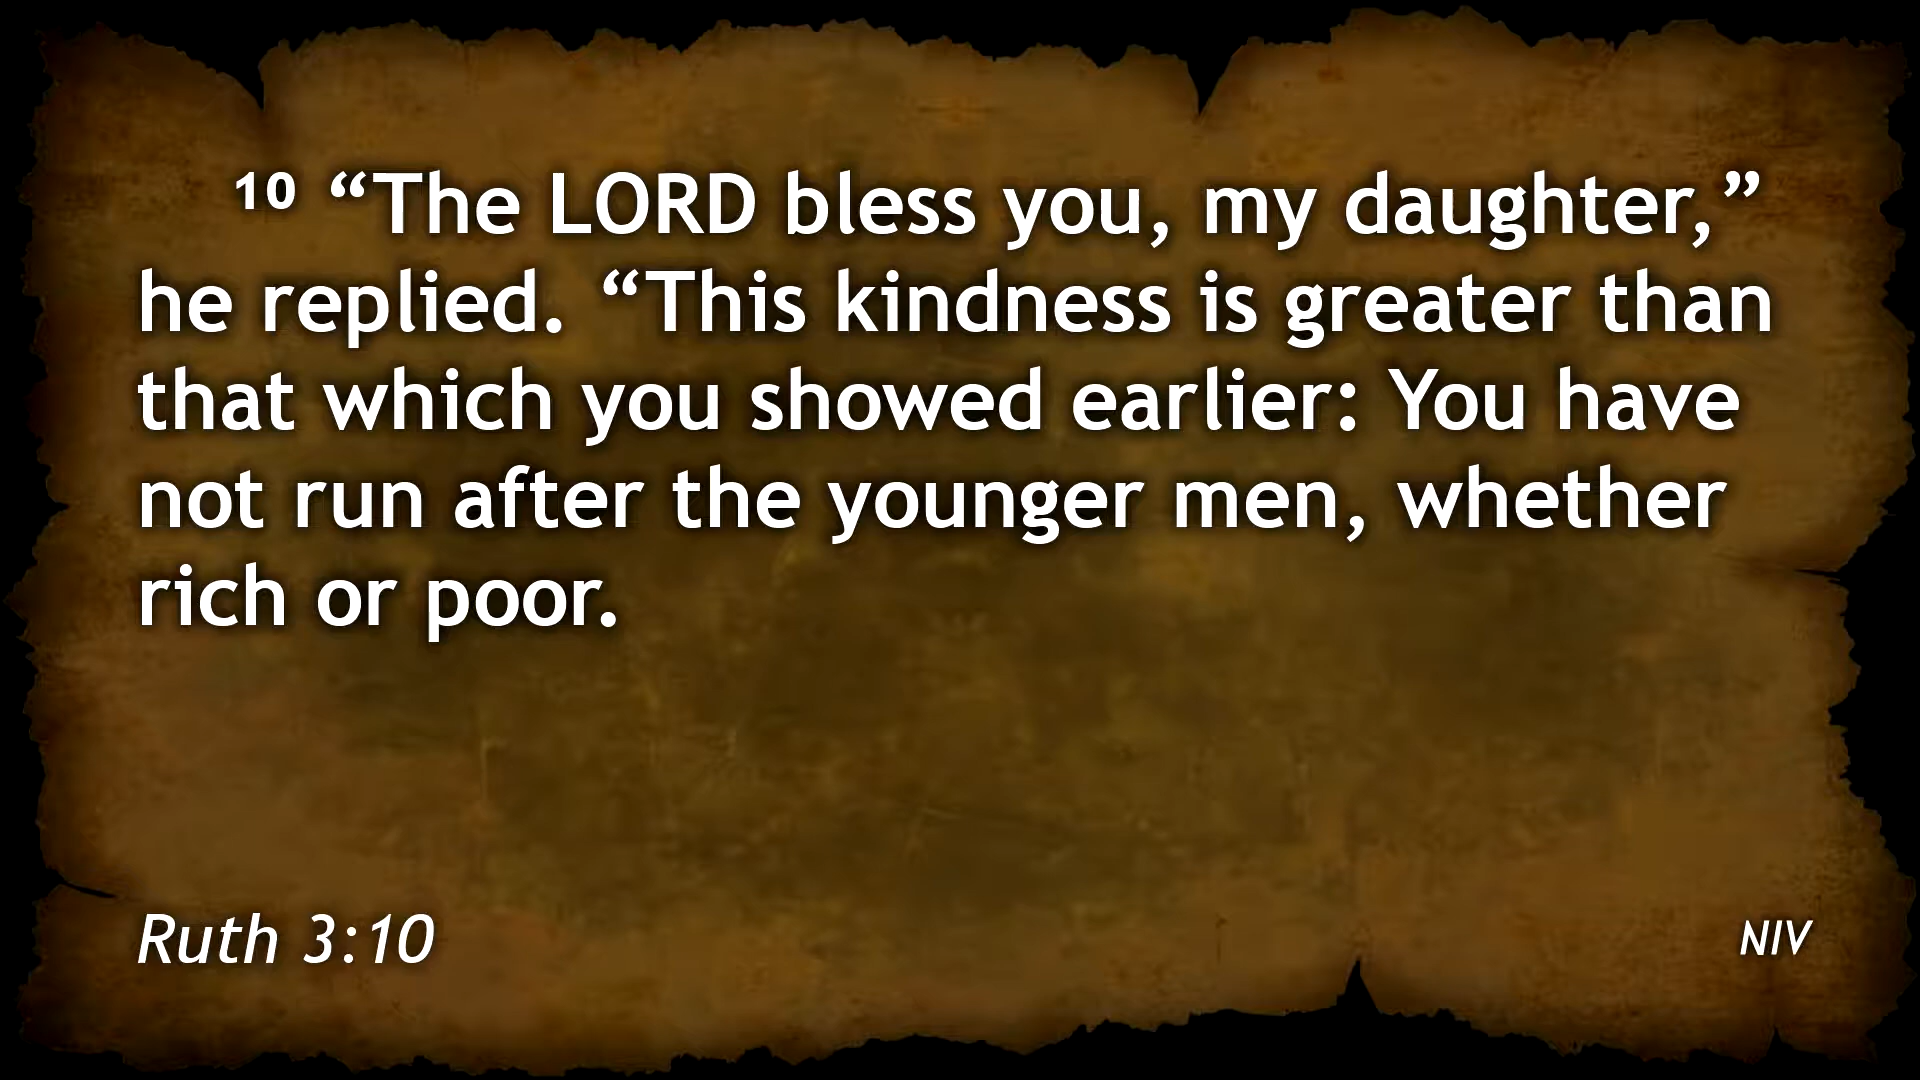 ¹⁰ “The LORD bless you, my daughter,”
he replied. “This kindness is greater than
that which you showed earlier: You have
not run after the younger men, whether
rich or poor.
Ruth 3:10
NIV